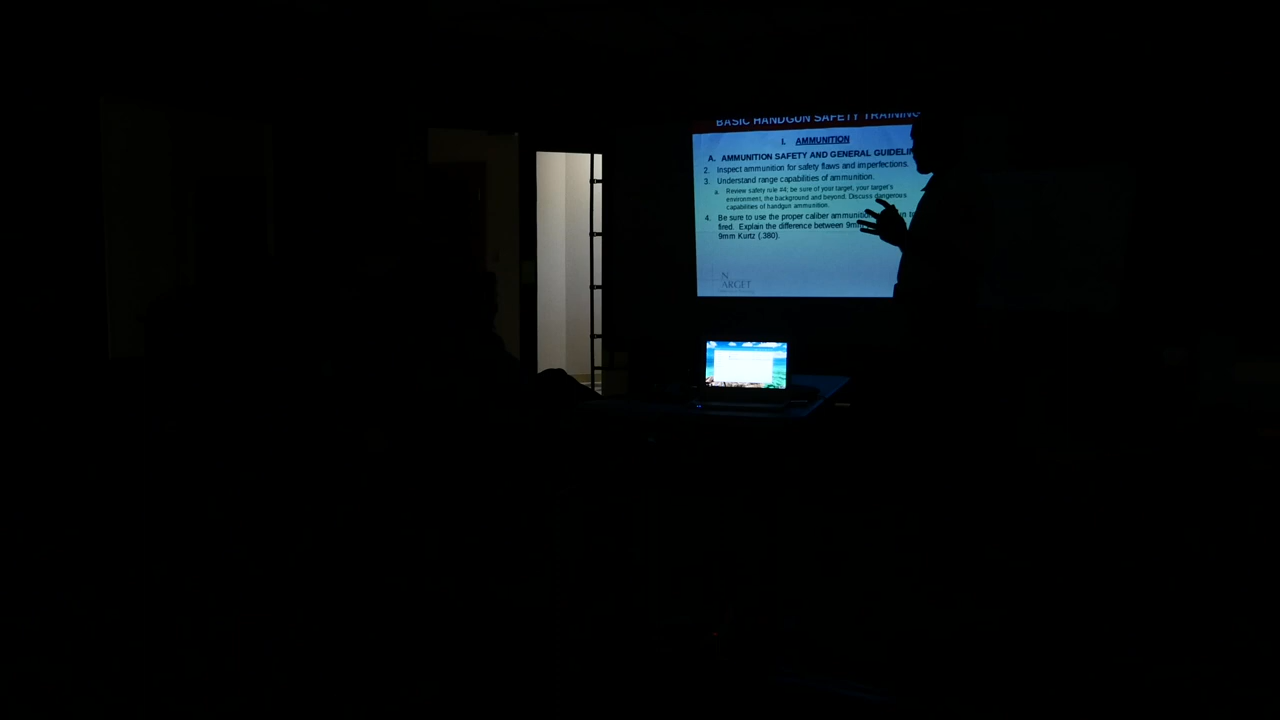 BASIC HANDGUN SAFETY TRAINING
I. AMMUNITION
A. AMMUNITION SAFETY AND GENERAL GUIDELIN
2. Inspect ammunition for safety flaws and imperfections.
3. Understand range capabilities of ammunition.
a. Review safety rule #4; be sure of your target, your target's
environment, the background and beyond. Discuss dangerous
capabilities of handgun ammunition.
4. Be sure to use the proper caliber ammunition
fired. Explain the difference between 9mm
9mm Kurtz (.380).
N
ARGET